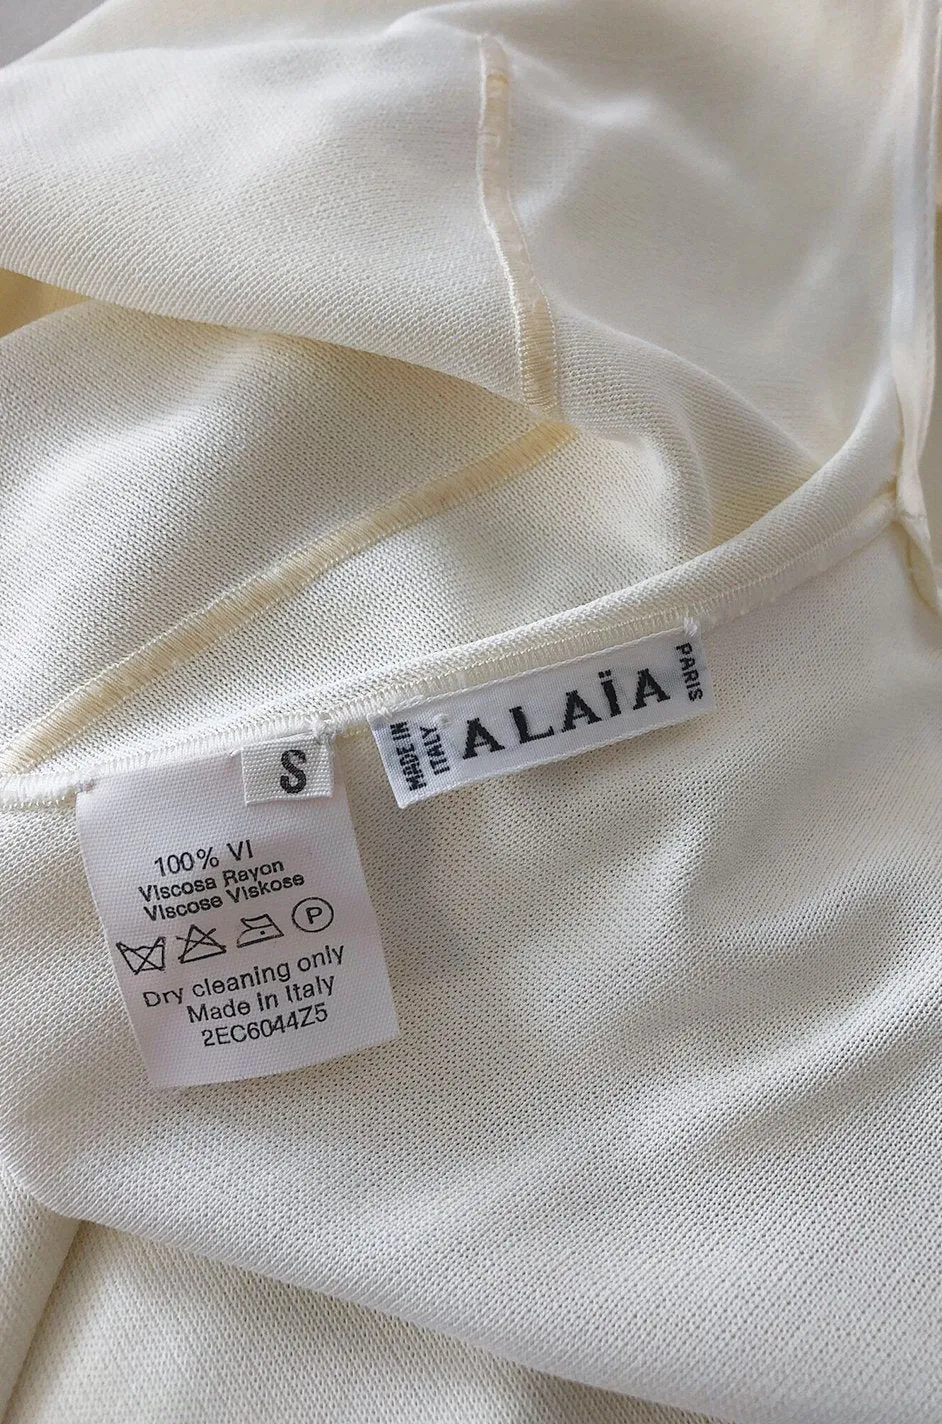 S
MADE IN
ITALY
ALAÏA
PARIS
100% VI
Viscosa Rayon
Viscose Viskose
P
Dry cleaning only
Made in Italy
2EC6044Z5